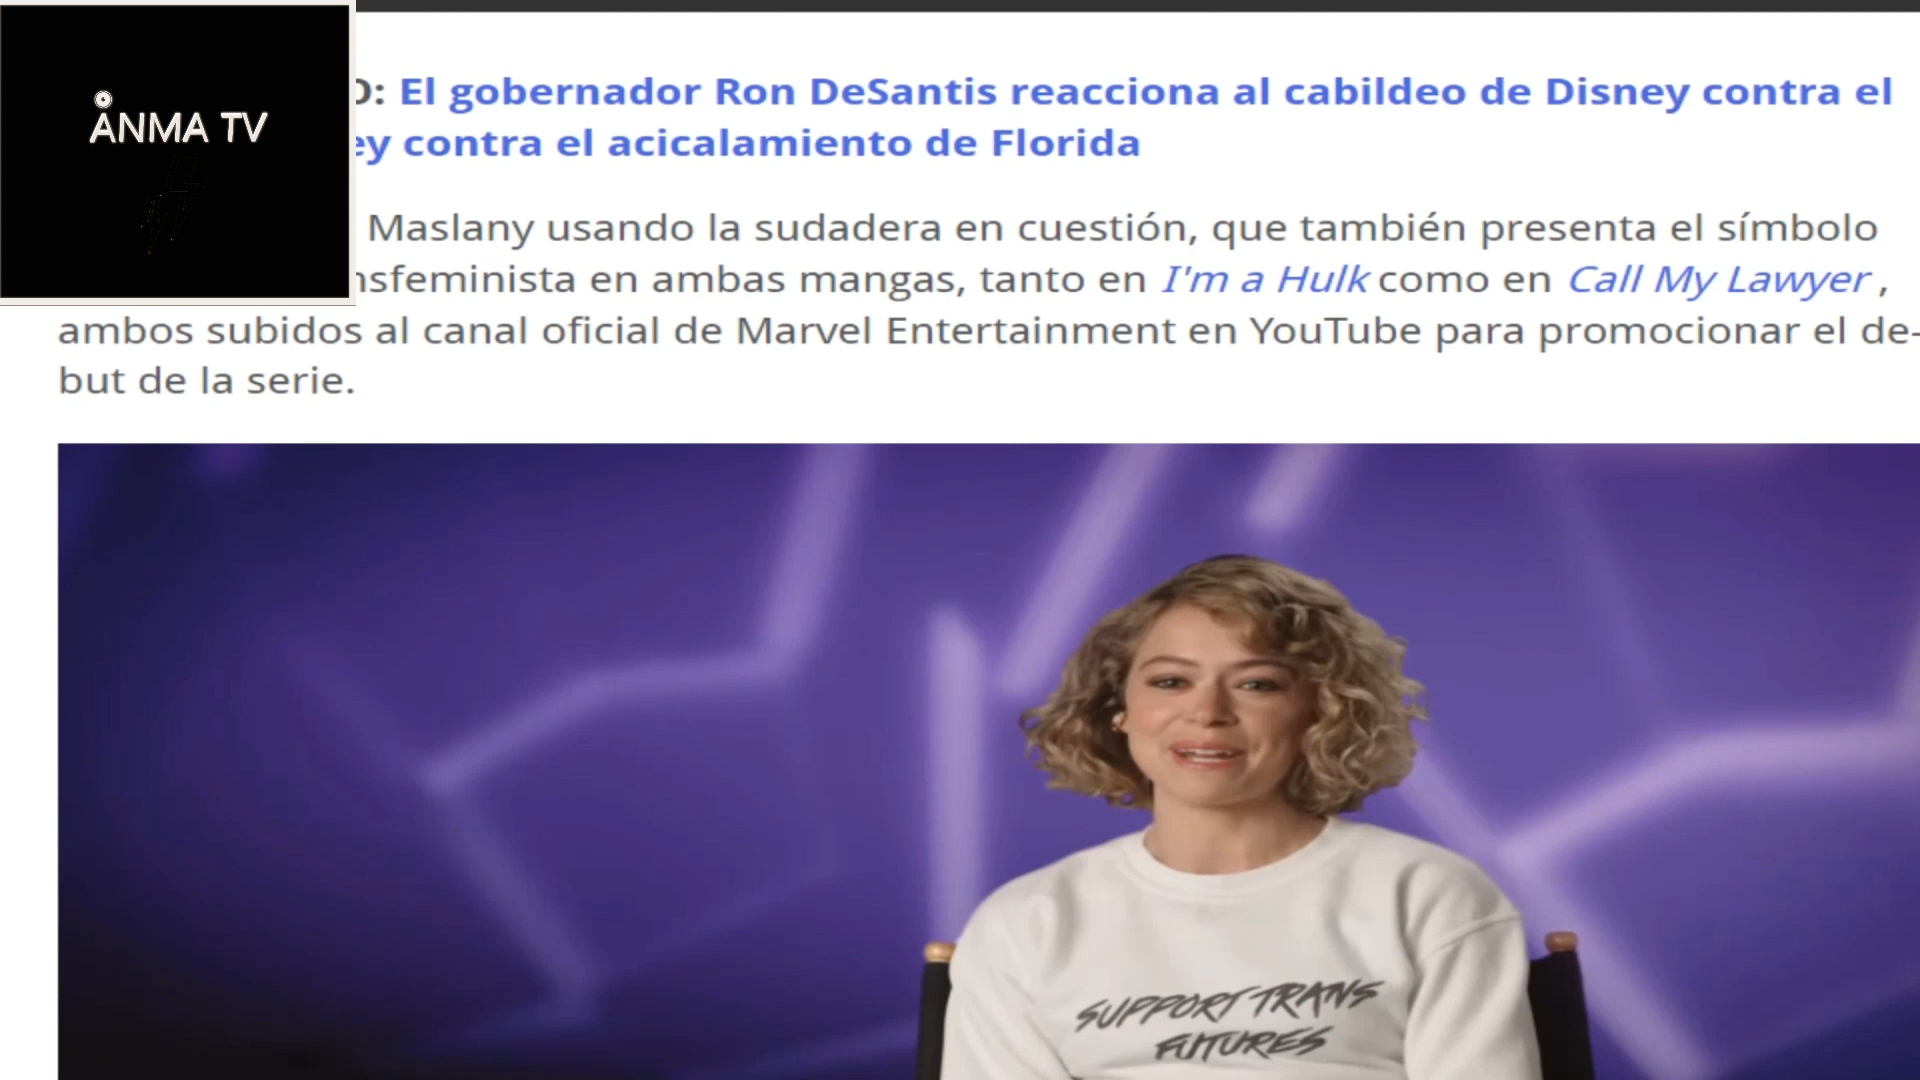 ANMA TV
El gobernador Ron DeSantis reacciona al cabildeo de Disney contra el
contra el acicalamiento de Florida
Maslany usando la sudadera en cuestión, que también presenta el símbolo
en ambas mangas, tanto en I'm a Hulk como en Call My Lawyer ,
ambos subidos al canal oficial de Marvel Entertainment en YouTube para promocionar el de-
but de la serie.
SUPPORT TRANS
FUTURES